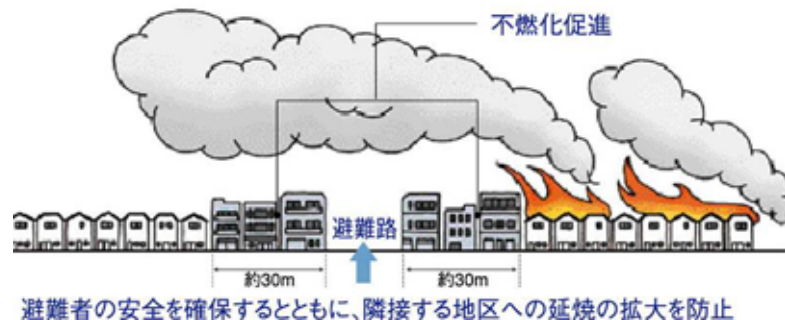 不燃化促進
避難路
約30m
約30m
避難者の安全を確保するとともに、隣接する地区への延焼の拡大を防止